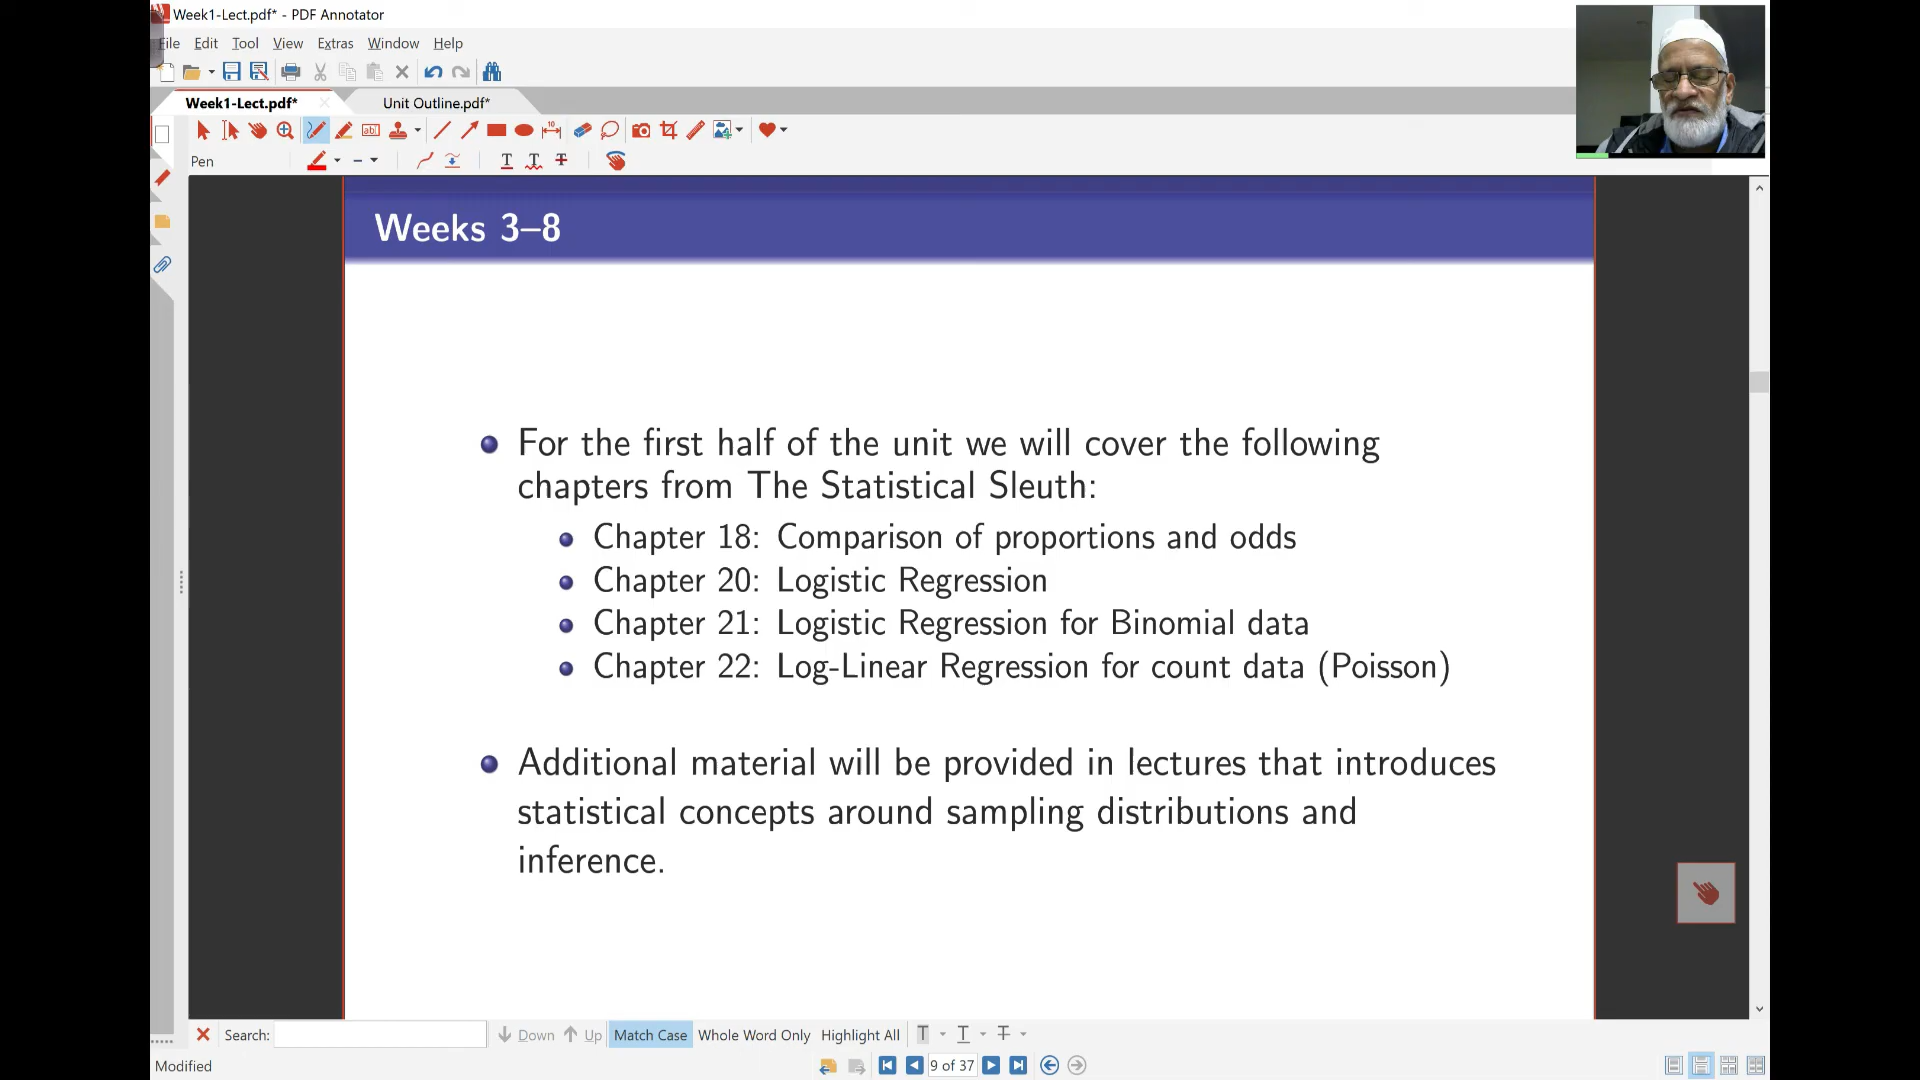 Week1-Lect.pdf* - PDF Annotator
File Edit Tool View Extras Window Help
Week1-Lect.pdf* Unit Outline.pdf*
Pen
Weeks 3–8
For the first half of the unit we will cover the following
chapters from The Statistical Sleuth:
Chapter 18: Comparison of proportions and odds
Chapter 20: Logistic Regression
Chapter 21: Logistic Regression for Binomial data
Chapter 22: Log-Linear Regression for count data (Poisson)
Additional material will be provided in lectures that introduces
statistical concepts around sampling distributions and
inference.
Search: Down Up Match Case Whole Word Only Highlight All
Modified 9 of 37